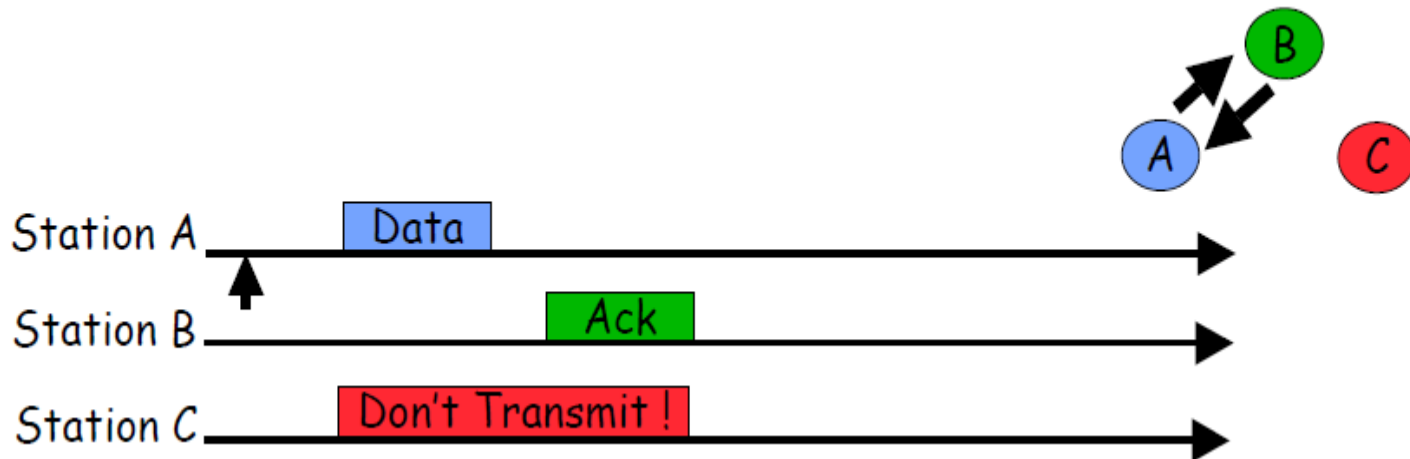 B
A
C
Station A
Data
Station B
Ack
Station C
Don't Transmit !